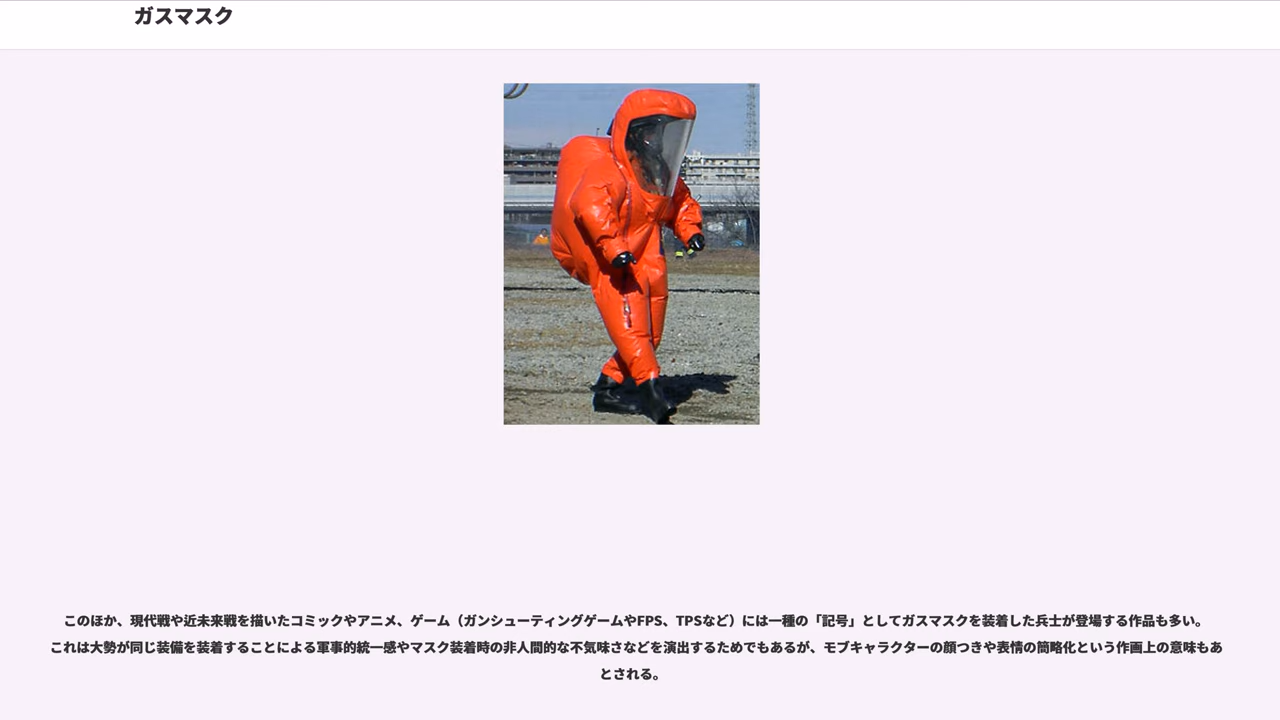 ガスマスク
このほか、現代戦や近未来戦を描いたコミックやアニメ、ゲーム（ガンシューティングゲームやFPS、TPSなど）には一種の「記号」としてガスマスクを装着した兵士が登場する作品も多い。
これは大勢が同じ装備を装着することによる軍事的統一感やマスク装着時の非人間的な不気味さなどを演出するためでもあるが、モブキャラクターの顔つきや表情の簡略化という作画上の意味もあ
とされる。